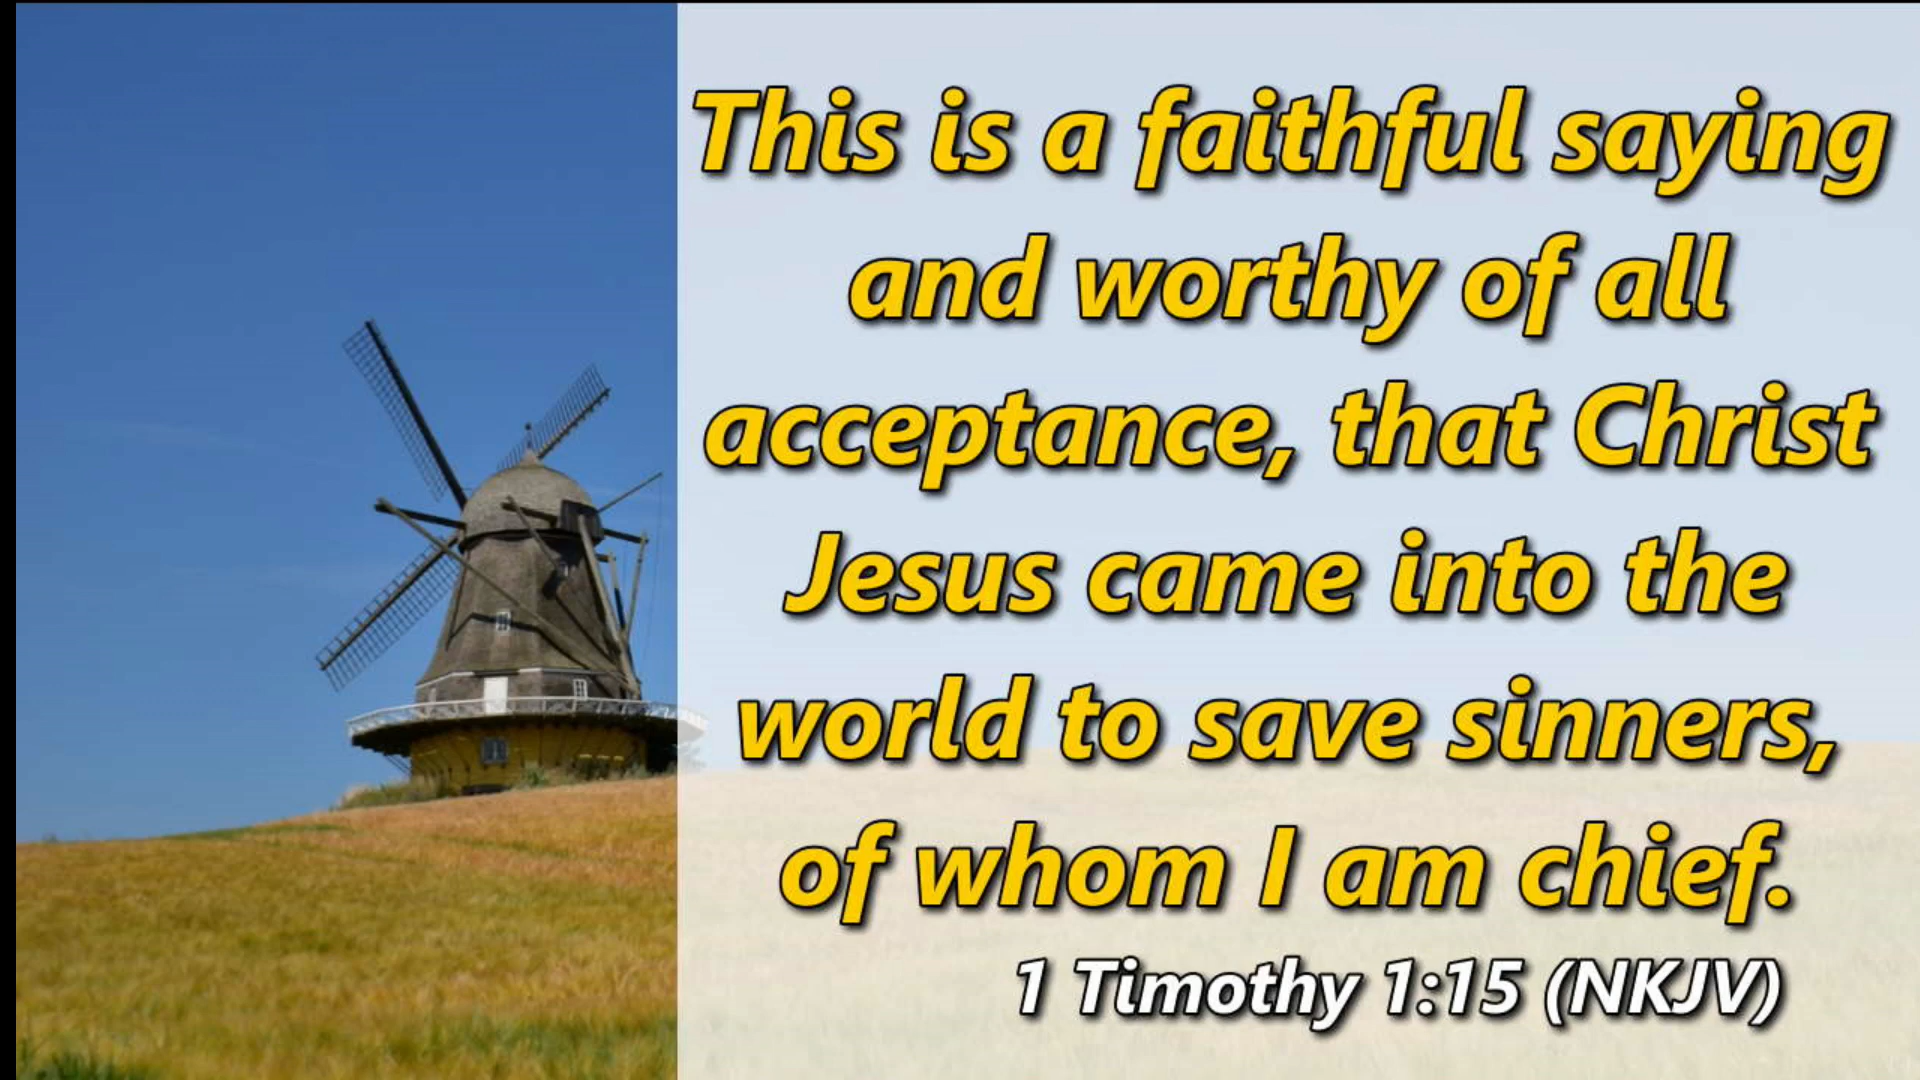 This is a faithful saying
and worthy of all
acceptance, that Christ
Jesus came into the
world to save sinners,
of whom I am chief.
1 Timothy 1:15 (NKJV)